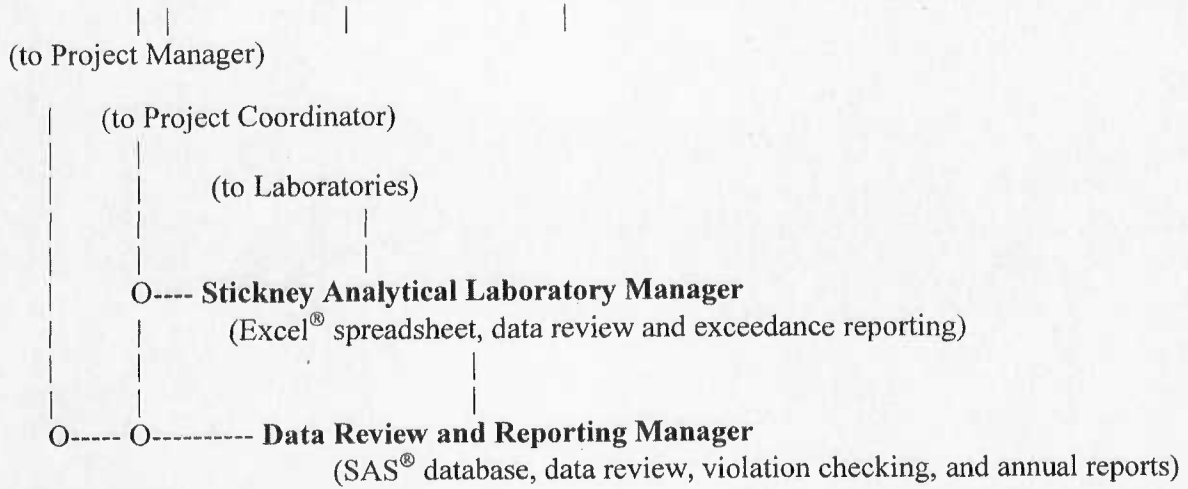 (to Project Manager)
(to Project Coordinator)
(to Laboratories)
O---- Stickney Analytical Laboratory Manager
(Excel® spreadsheet, data review and exceedance reporting)
O----- O---------- Data Review and Reporting Manager
(SAS® database, data review, violation checking, and annual reports)